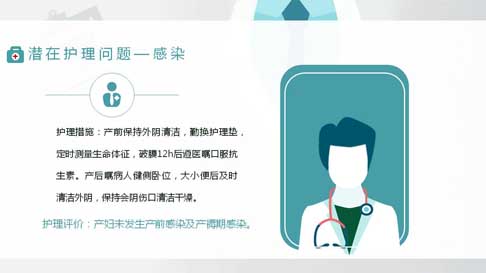 潜在护理问题—感染
护理措施：产前保持外阴清洁，勤换护理垫，
定时测量生命体征，破膜12h后遵医嘱口服抗
生素。产后嘱病人健侧卧位，大小便后及时
清洁外阴，保持会阴伤口清洁干燥。
护理评价：产妇未发生产前感染及产褥期感染。